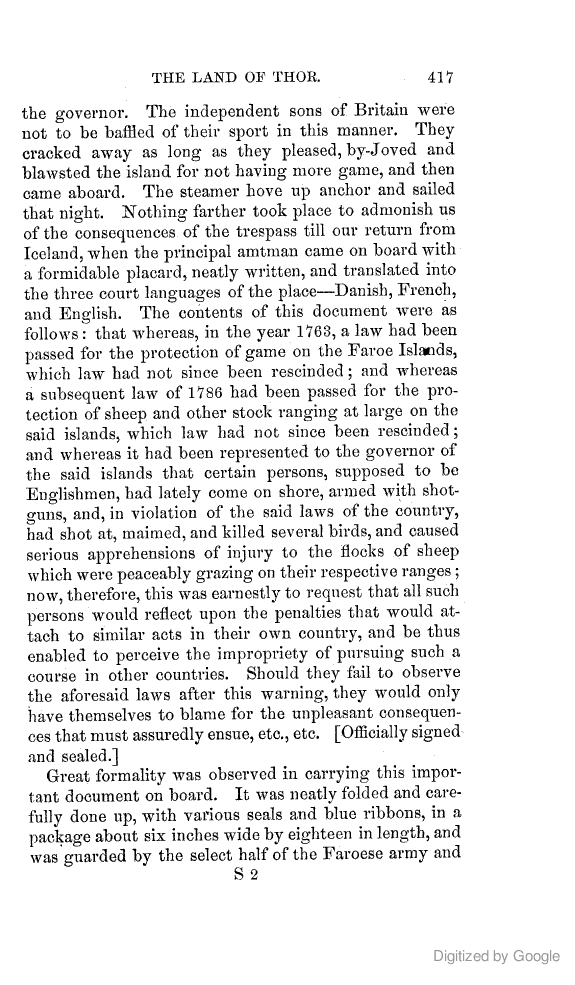 THE LAND OF THOR. 417
the governor. The independent sons of Britain were
not to be baffled of their sport in this manner. They
cracked away as long as they pleased, by-Joved and
blawsted the island for not having more game, and then
came aboard. The steamer hove up anchor and sailed
that night. Nothing farther took place to admonish us
of the consequences of the trespass till our return from
Iceland, when the principal amtman came on board with
a formidable placard, neatly written, and translated into
the three court languages of the place—Danish, French,
and English. The contents of this document were as
follows: that whereas, in the year 1763, a law had been
passed for the protection of game on the Faroe Islands,
which law had not since been rescinded; and whereas
a subsequent law of 1786 had been passed for the pro-
tection of sheep and other stock ranging at large on the
said islands, which law had not since been rescinded;
and whereas it had been represented to the governor of
the said islands that certain persons, supposed to be
Englishmen, had lately come on shore, armed with shot-
guns, and, in violation of the said laws of the country,
had shot at, maimed, and killed several birds, and caused
serious apprehensions of injury to the flocks of sheep
which were peaceably grazing on their respective ranges;
now, therefore, this was earnestly to request that all such
persons would reflect upon the penalties that would at-
tach to similar acts in their own country, and be thus
enabled to perceive the impropriety of pursuing such a
course in other countries. Should they fail to observe
the aforesaid laws after this warning, they would only
have themselves to blame for the unpleasant consequen-
ces that must assuredly ensue, etc., etc. [Officially signed
and sealed.]
Great formality was observed in carrying this impor-
tant document on board. It was neatly folded and care-
fully done up, with various seals and blue ribbons, in a
package about six inches wide by eighteen in length, and
was guarded by the select half of the Faroese army and
S 2
Digitized by Google